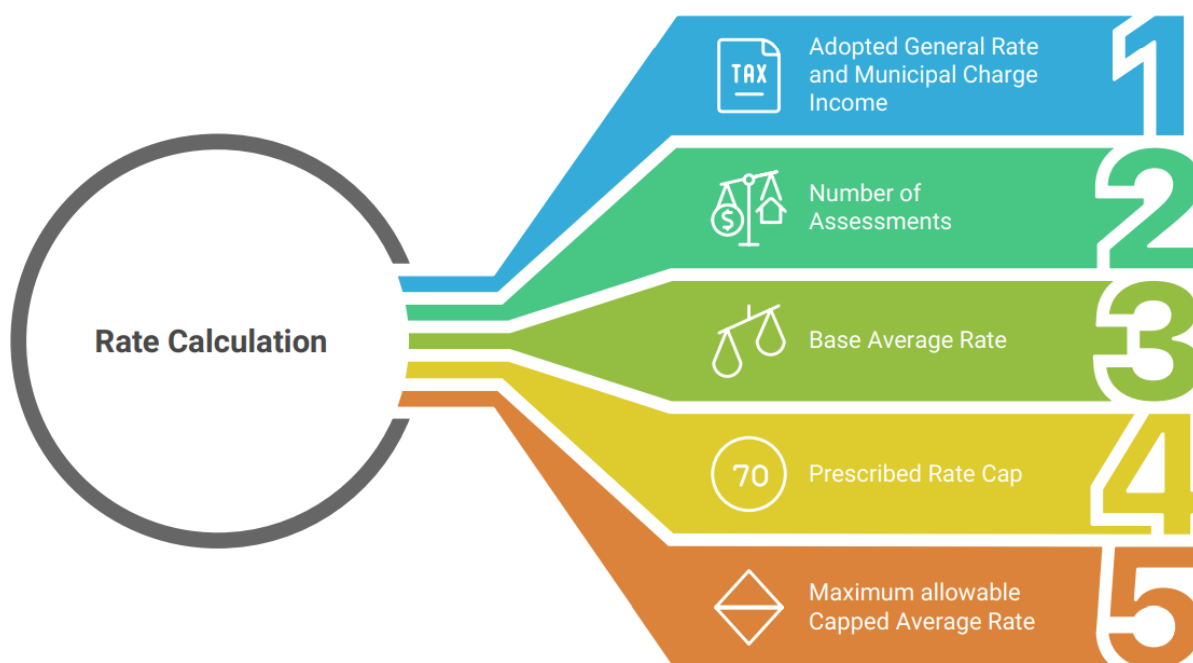 Rate Calculation
TAX
Adopted General Rate
and Municipal Charge
Income
1
$
Number of
Assessments
2
Base Average Rate
3
70
Prescribed Rate Cap
4
Maximum allowable
Capped Average Rate
5